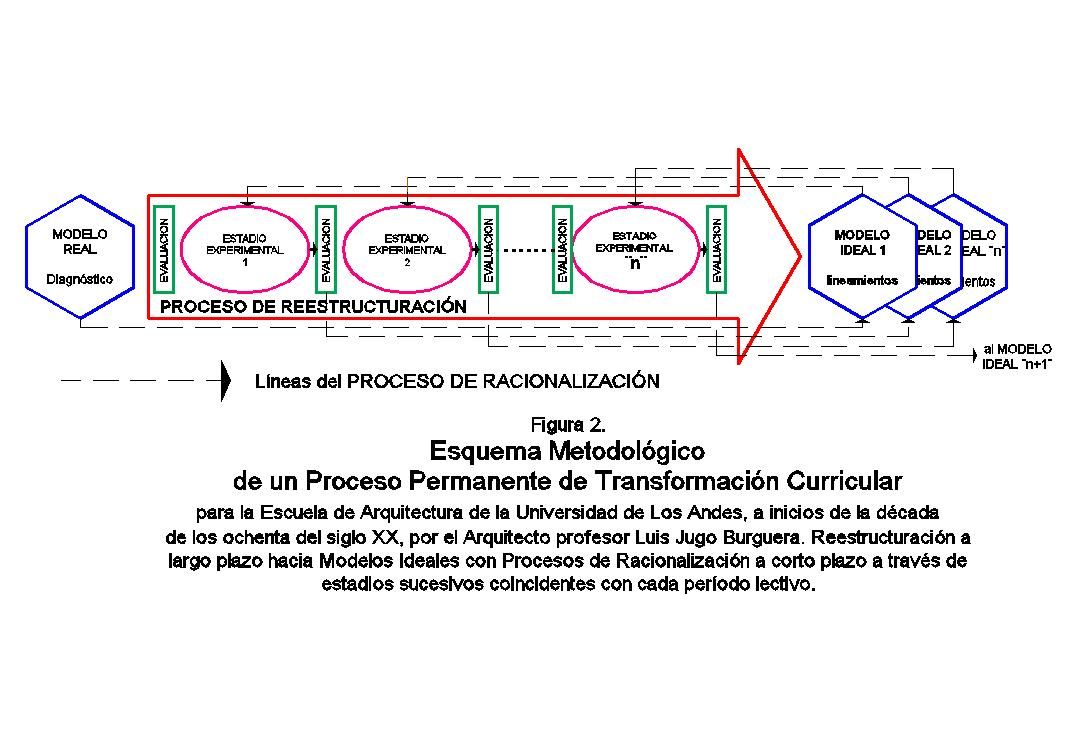 MODELO
REAL
Diagnóstico
EVALUACION
ESTADIO
EXPERIMENTAL
1
EVALUACION
ESTADIO
EXPERIMENTAL
2
EVALUACION
EVALUACION
ESTADIO
EXPERIMENTAL
¨n¨
EVALUACION
PROCESO DE REESTRUCTURACIÓN
MODELO
IDEAL 1
lineamientos
DELO
EAL 2
ientos
DELO
EAL ¨n¨
ientos
al MODELO
IDEAL ¨n+1¨
Líneas del PROCESO DE RACIONALIZACIÓN
Figura 2.
Esquema Metodológico
de un Proceso Permanente de Transformación Curricular
para la Escuela de Arquitectura de la Universidad de Los Andes, a inicios de la década
de los ochenta del siglo XX, por el Arquitecto profesor Luis Jugo Burguera. Reestructuración a
largo plazo hacia Modelos Ideales con Procesos de Racionalización a corto plazo a través de
estadios sucesivos coincidentes con cada período lectivo.